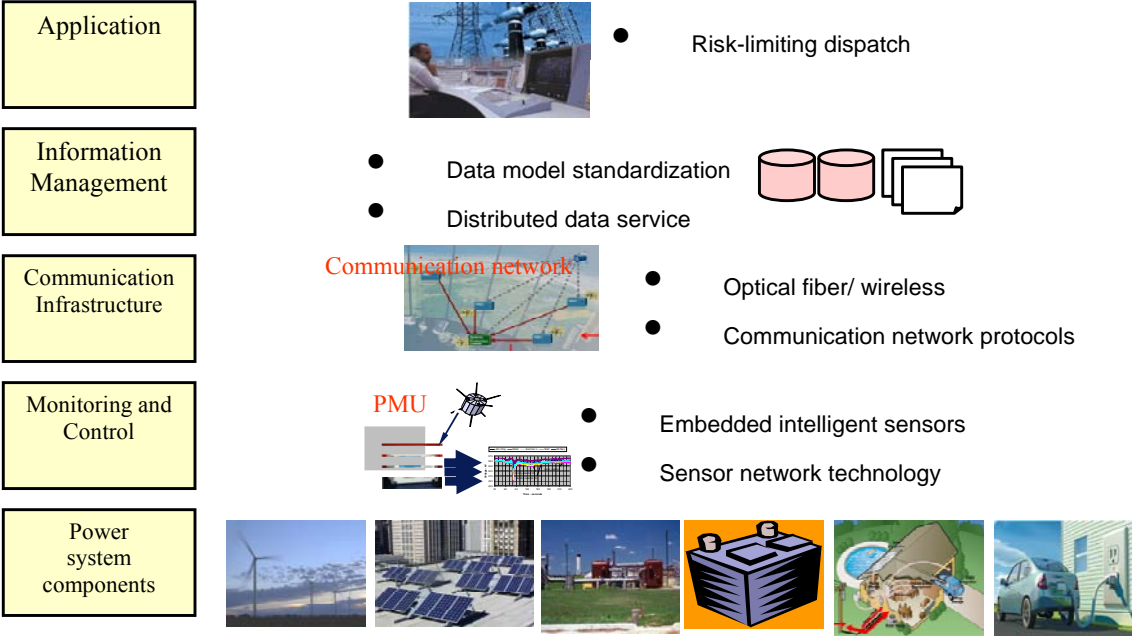 Application
Risk-limiting dispatch
Information
Management
Data model standardization
Distributed data service
Communication
Infrastructure
Communication network
Optical fiber/ wireless
Communication network protocols
Monitoring and
Control
PMU
Embedded intelligent sensors
Sensor network technology
Power
system
components